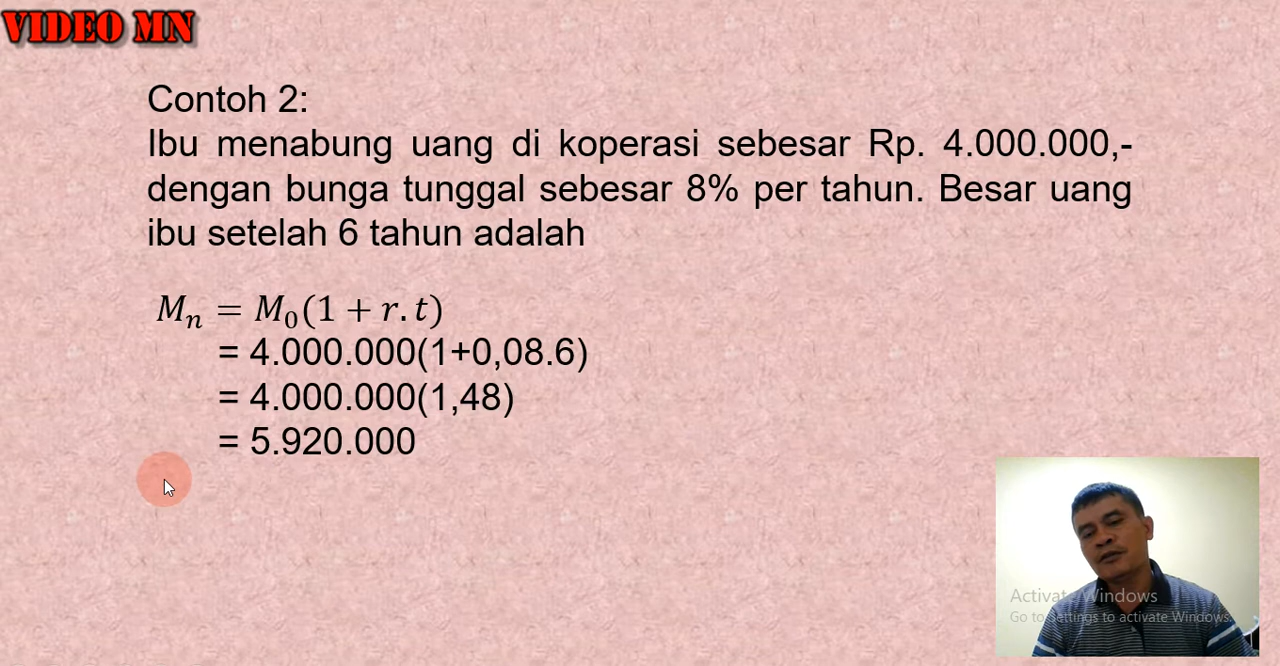 VIDEO MN
Contoh 2:
Ibu menabung uang di koperasi sebesar Rp. 4.000.000,-
dengan bunga tunggal sebesar 8% per tahun. Besar uang
ibu setelah 6 tahun adalah
Mₙ = M₀(1 + r. t)
= 4.000.000(1+0,08.6)
= 4.000.000(1,48)
= 5.920.000
Activate Windows
Go to Settings to activate Windows.